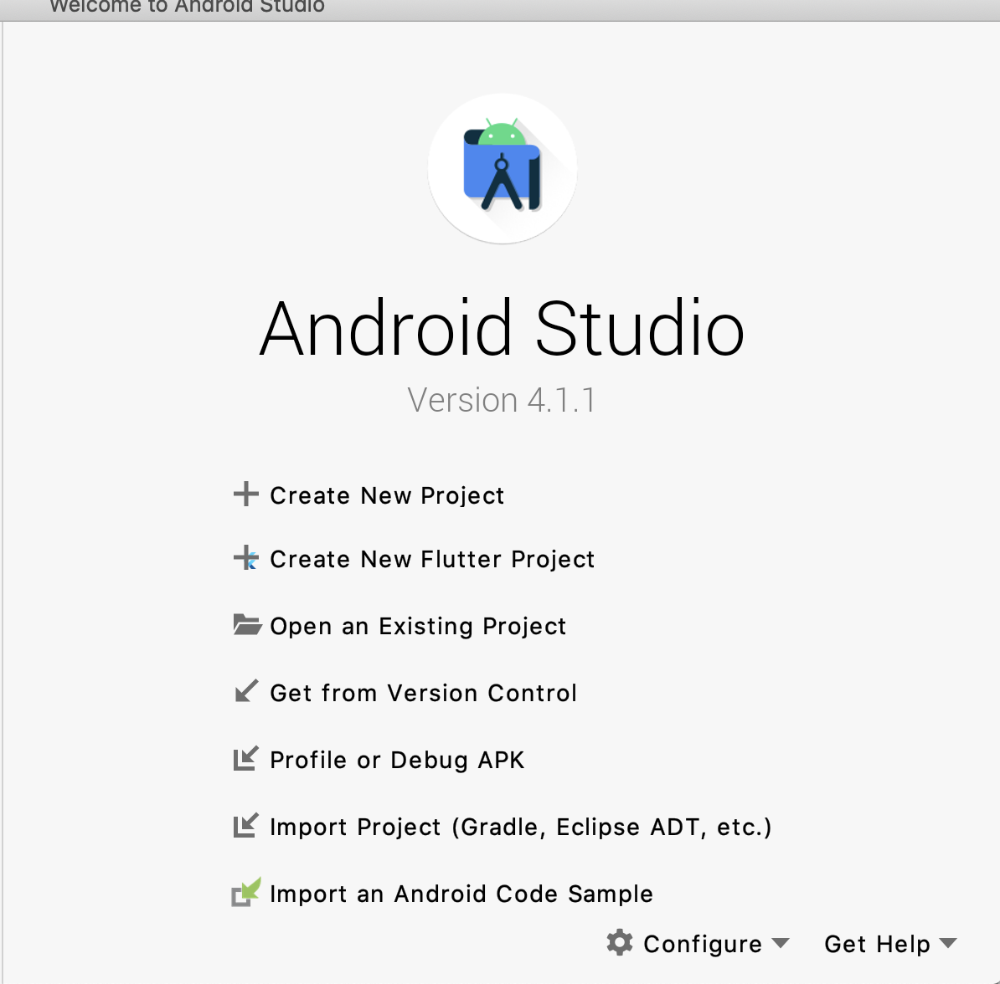 Welcome to Android Studio
Android Studio
Version 4.1.1
Create New Project
Create New Flutter Project
Open an Existing Project
Get from Version Control
Profile or Debug APK
Import Project (Gradle, Eclipse ADT, etc.)
Import an Android Code Sample
Configure Get Help